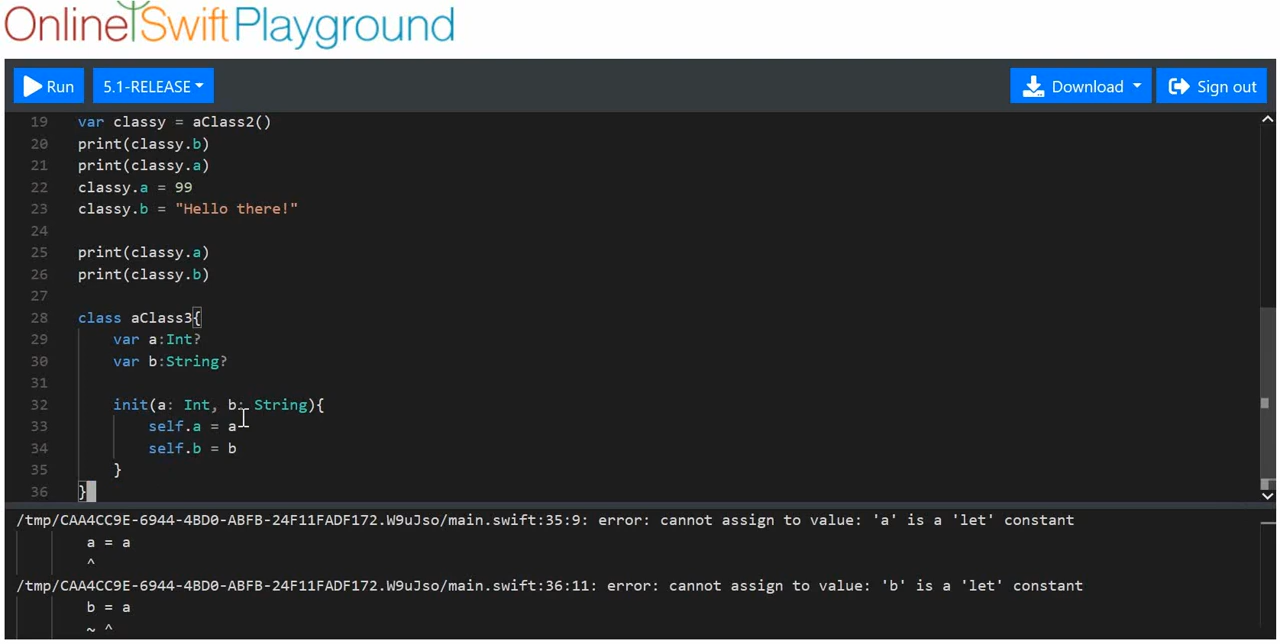 OnlineSwiftPlayground
Run 5.1-RELEASE Download Sign out
19 var classy = aClass2()
20 print(classy.b)
21 print(classy.a)
22 classy.a = 99
23 classy.b = "Hello there!"
24
25 print(classy.a)
26 print(classy.b)
27
28 class aClass3{
29 var a:Int?
30 var b:String?
31
32 init(a: Int, b: String){
33 self.a = a
34 self.b = b
35 }
36 }
/tmp/CAA4CC9E-6944-4BD0-ABFB-24F11FADF172.W9uJso/main.swift:35:9: error: cannot assign to value: 'a' is a 'let' constant
a = a
^
/tmp/CAA4CC9E-6944-4BD0-ABFB-24F11FADF172.W9uJso/main.swift:36:11: error: cannot assign to value: 'b' is a 'let' constant
b = a
~ ^